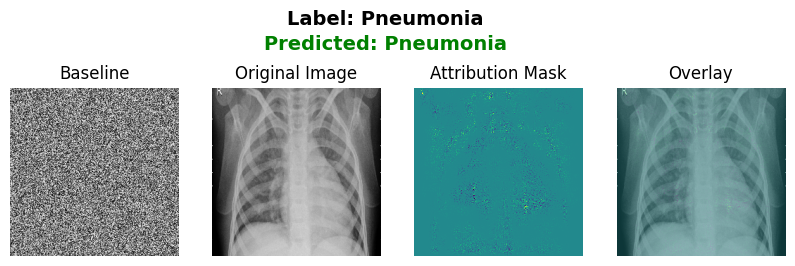 Label: Pneumonia
Predicted: Pneumonia
Baseline
Original Image
Attribution Mask
Overlay
R
R